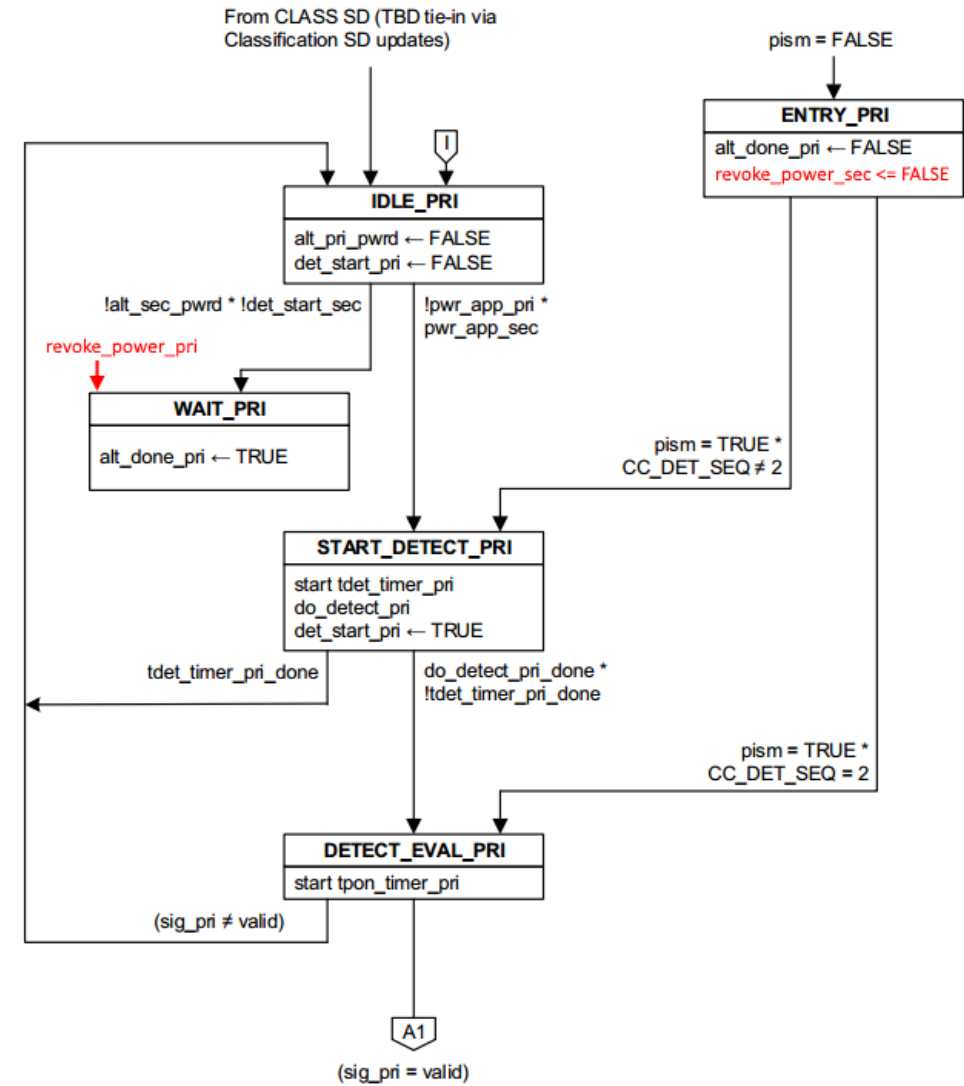 From CLASS SD (TBD tie-in via
Classification SD updates)
pism = FALSE
ENTRY_PRI
alt_done_pri ← FALSE
revoke_power_sec <= FALSE
I
IDLE_PRI
alt_pri_pwrd ← FALSE
det_start_pri ← FALSE
!alt_sec_pwrd * !det_start_sec
!pwr_app_pri *
pwr_app_sec
revoke_power_pri
WAIT_PRI
alt_done_pri ← TRUE
pism = TRUE *
CC_DET_SEQ ≠ 2
START_DETECT_PRI
start tdet_timer_pri
do_detect_pri
det_start_pri ← TRUE
tdet_timer_pri_done
do_detect_pri_done *
!tdet_timer_pri_done
pism = TRUE *
CC_DET_SEQ = 2
DETECT_EVAL_PRI
start tpon_timer_pri
(sig_pri ≠ valid)
A1
(sig_pri = valid)